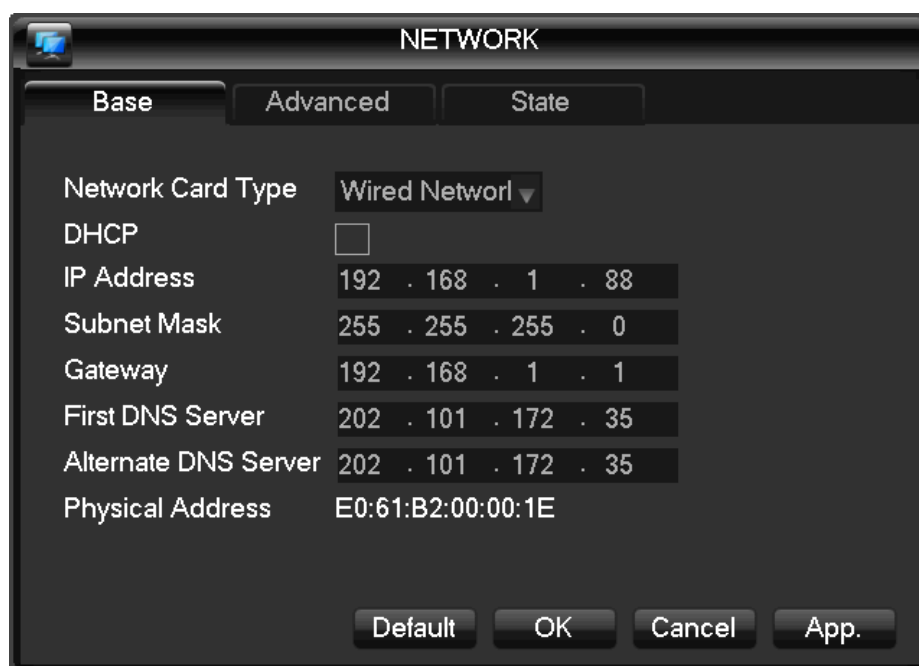 NETWORK
Base Advanced State
Network Card Type Wired Networl
DHCP
IP Address 192 . 168 . 1 . 88
Subnet Mask 255 . 255 . 255 . 0
Gateway 192 . 168 . 1 . 1
First DNS Server 202 . 101 . 172 . 35
Alternate DNS Server 202 . 101 . 172 . 35
Physical Address E0:61:B2:00:00:1E
Default OK Cancel App.